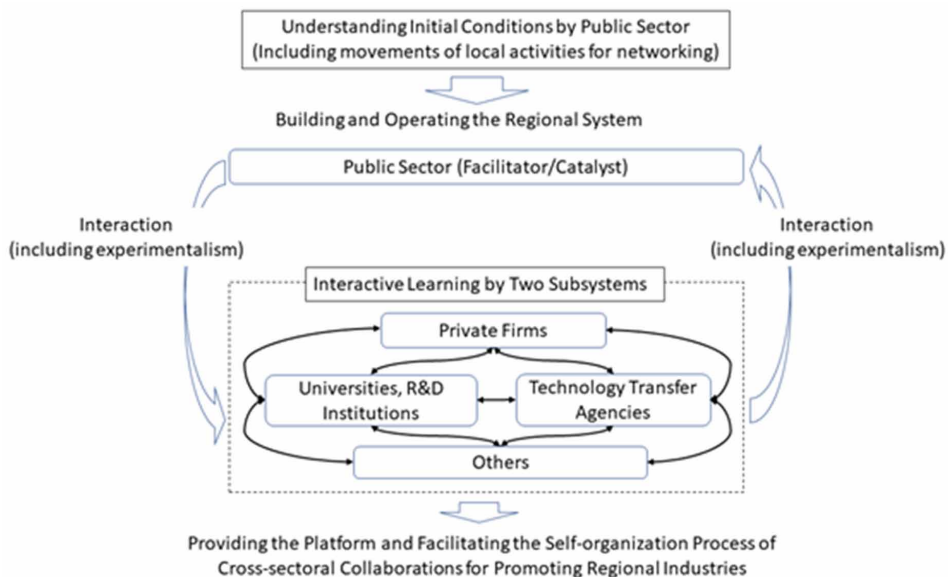 Understanding Initial Conditions by Public Sector
(Including movements of local activities for networking)
Building and Operating the Regional System
Public Sector (Facilitator/Catalyst)
Interaction
(including experimentalism)
Interaction
(including experimentalism)
Interactive Learning by Two Subsystems
Private Firms
Universities, R&D
Institutions
Technology Transfer
Agencies
Others
Providing the Platform and Facilitating the Self-organization Process of
Cross-sectoral Collaborations for Promoting Regional Industries